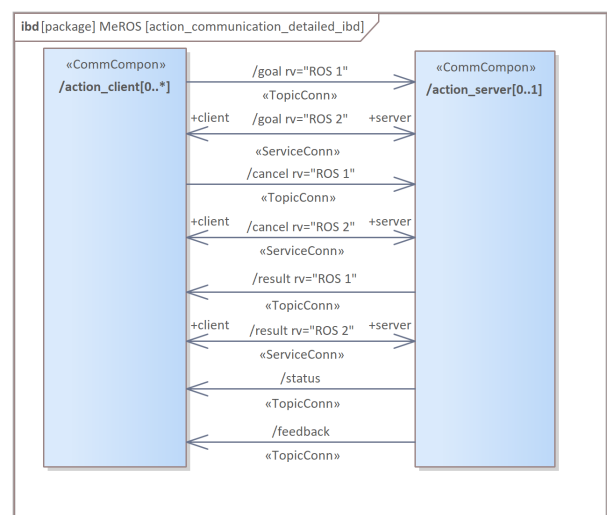 ibd [package] MeROS [action_communication_detailed_ibd]
«CommCompon»
/action_client[0..*]
«CommCompon»
/action_server[0..1]
/goal rv="ROS 1"
«TopicConn»
+client /goal rv="ROS 2" +server
«ServiceConn»
/cancel rv="ROS 1"
«TopicConn»
+client /cancel rv="ROS 2" +server
«ServiceConn»
/result rv="ROS 1"
«TopicConn»
+client /result rv="ROS 2" +server
«ServiceConn»
/status
«TopicConn»
/feedback
«TopicConn»